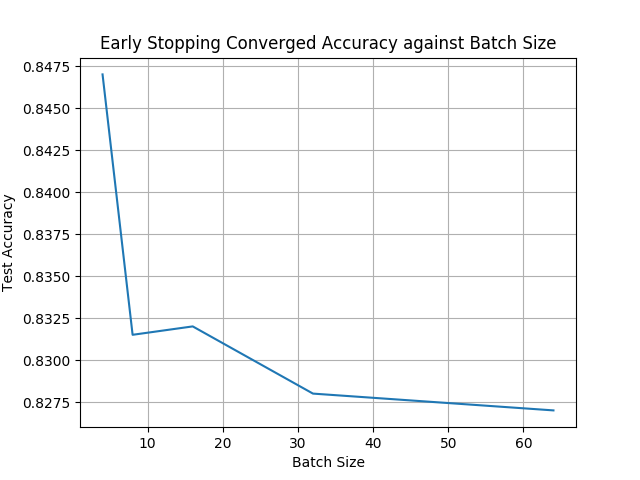 Early Stopping Converged Accuracy against Batch Size
0.8475
0.8450
0.8425
0.8400
0.8375
0.8350
0.8325
0.8300
0.8275
Test Accuracy
10 20 30 40 50 60
Batch Size